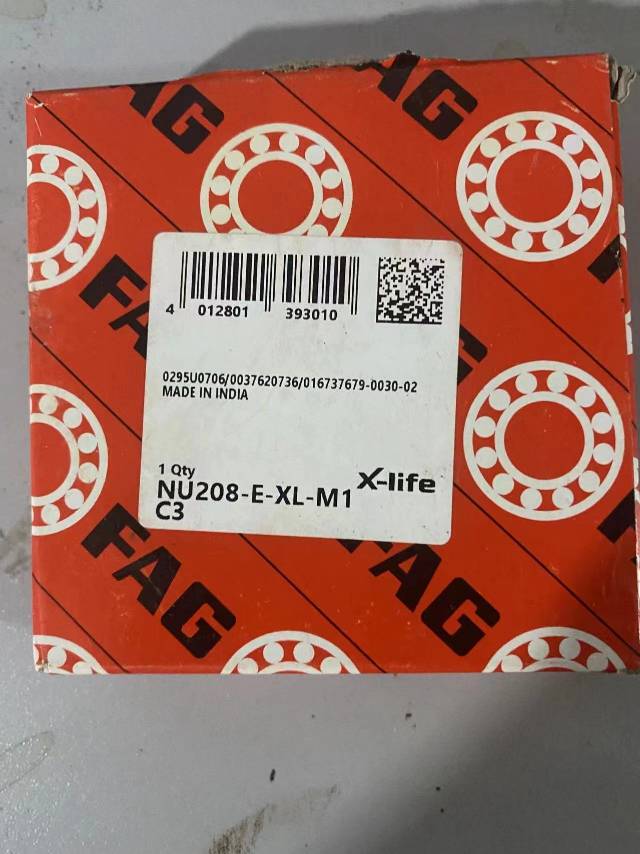 FAG
FAG
4 012801 393010
FAG
0295U0706/0037620736/016737679-0030-02
MADE IN INDIA
1 Qty
NU208-E-XL-M1
C3
X-life
FAG
FAG